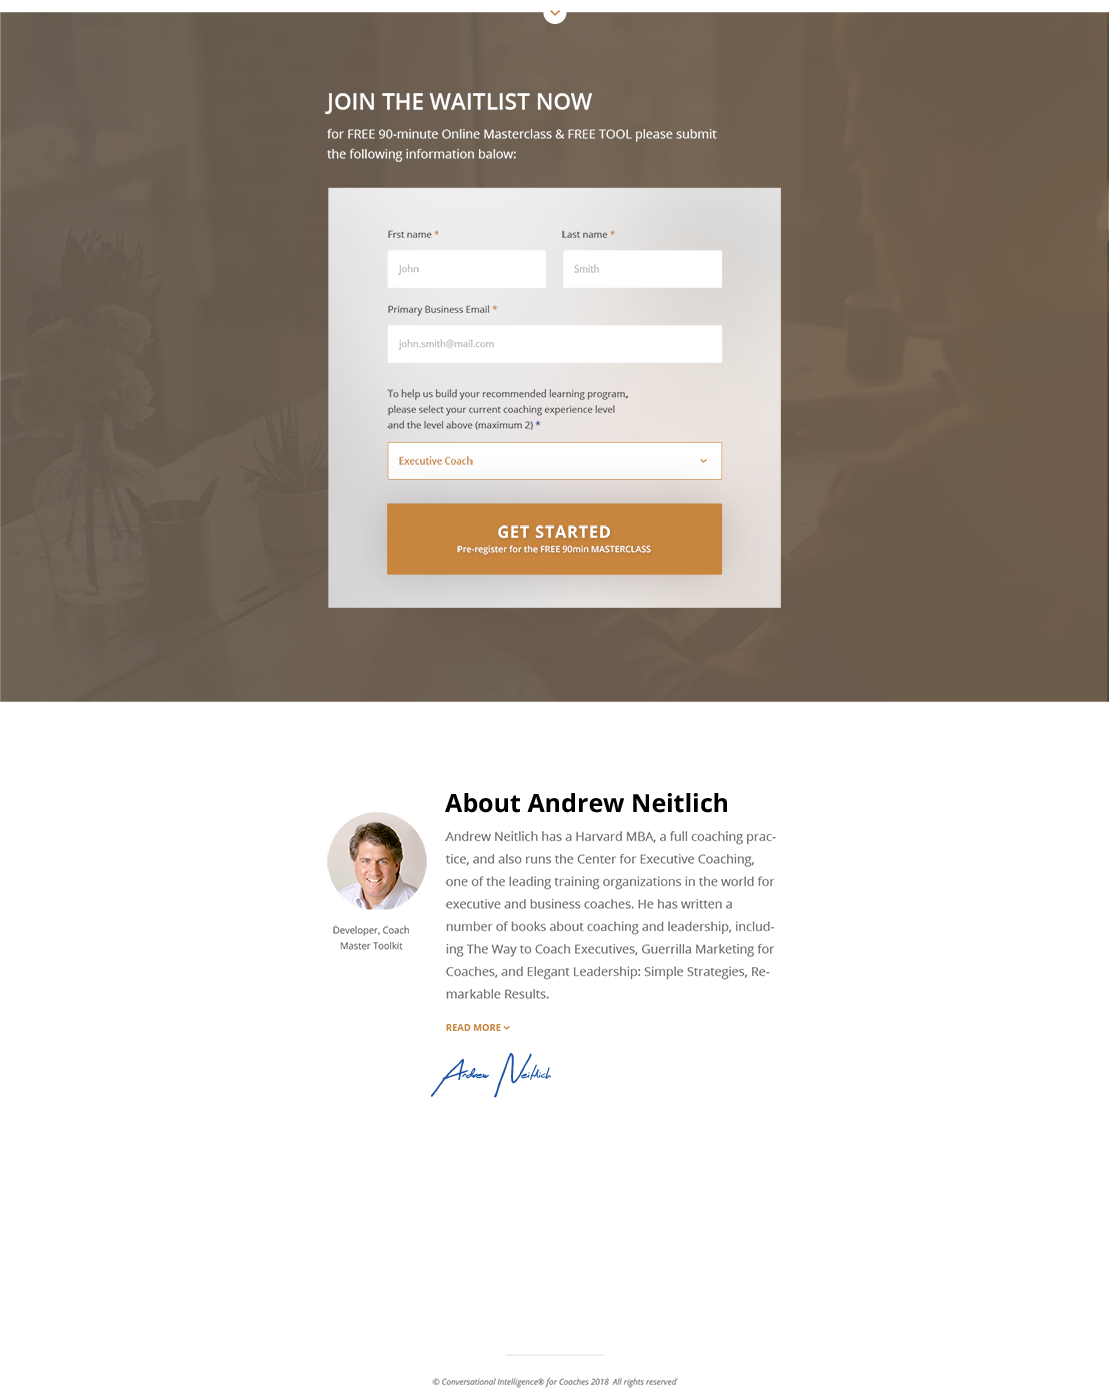 JOIN THE WAITLIST NOW
for FREE 90-minute Online Masterclass & FREE TOOL please submit
the following information balow:
Frst name *
Last name *
John
Smith
Primary Business Email *
john.smith@mail.com
To help us build your recommended learning program,
please select your current coaching experience level
and the level above (maximum 2) *
Executive Coach
GET STARTED
Pre-register for the FREE 90min MASTERCLASS
About Andrew Neitlich
Andrew Neitlich has a Harvard MBA, a full coaching prac-
tice, and also runs the Center for Executive Coaching,
one of the leading training organizations in the world for
executive and business coaches. He has written a
number of books about coaching and leadership, includ-
ing The Way to Coach Executives, Guerrilla Marketing for
Coaches, and Elegant Leadership: Simple Strategies, Re-
markable Results.
Developer, Coach
Master Toolkit
READ MORE
Andrew Neitlich
© Conversational Intelligence® for Coaches 2018 All rights reserved